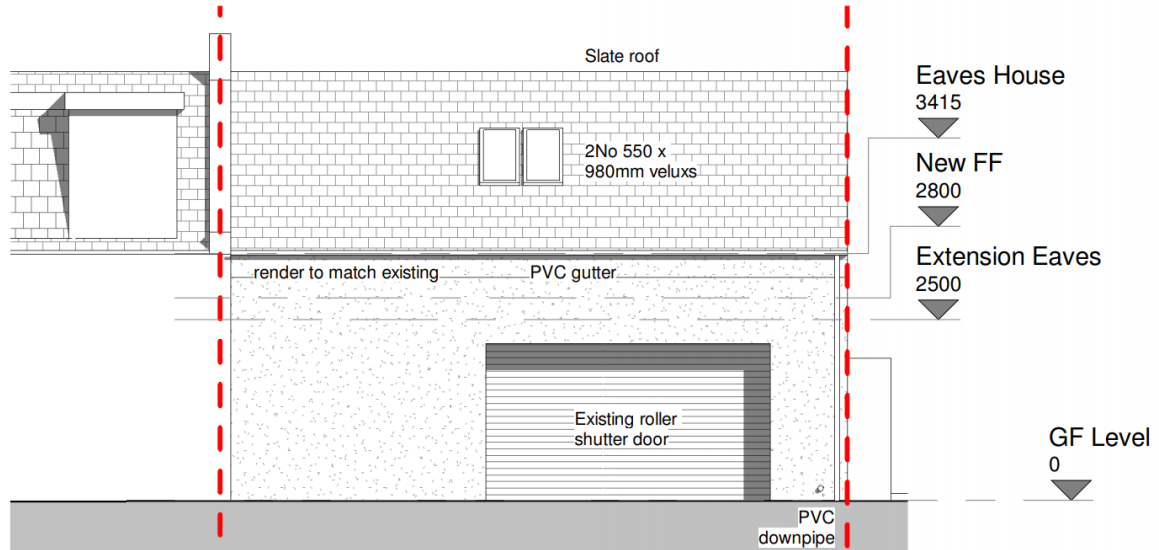 Slate roof
Eaves House
3415
2No 550 x
980mm veluxs
New FF
2800
render to match existing
PVC gutter
Extension Eaves
2500
Existing roller
shutter door
GF Level
0
PVC
downpipe